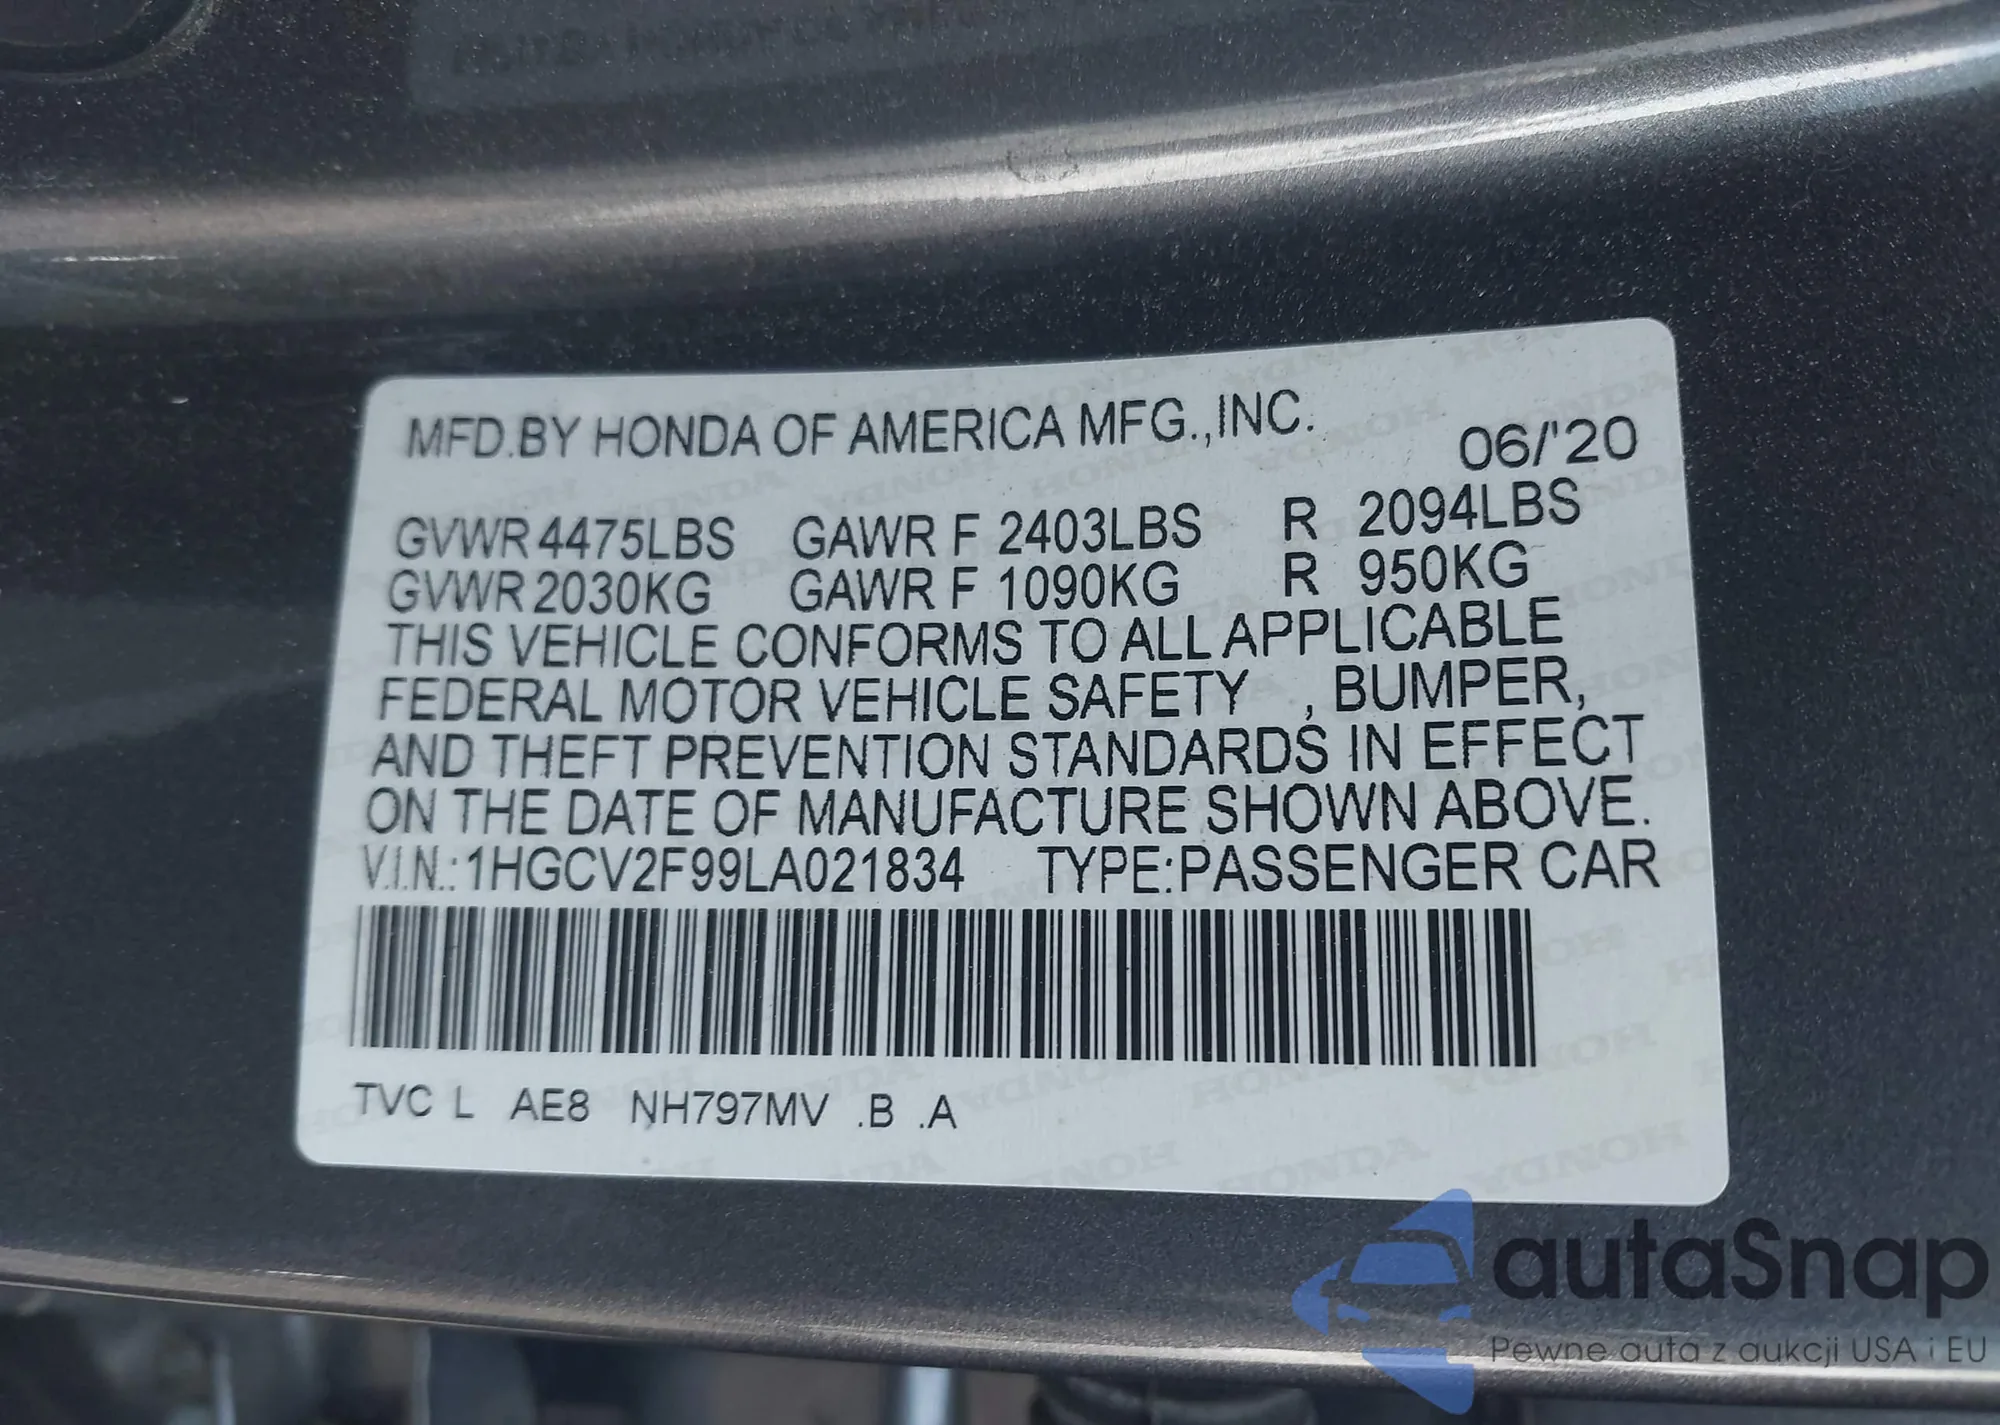 MFD.BY HONDA OF AMERICA MFG.,INC. 06/'20
GVWR 4475LBS GAWR F 2403LBS R 2094LBS
GVWR 2030KG GAWR F 1090KG R 950KG
THIS VEHICLE CONFORMS TO ALL APPLICABLE
FEDERAL MOTOR VEHICLE SAFETY , BUMPER,
AND THEFT PREVENTION STANDARDS IN EFFECT
ON THE DATE OF MANUFACTURE SHOWN ABOVE.
V.I.N.:1HGCV2F99LA021834 TYPE:PASSENGER CAR
TVC L AE8 NH797MV .B .A
autaSnap
Pewne auta z aukcji USA i EU